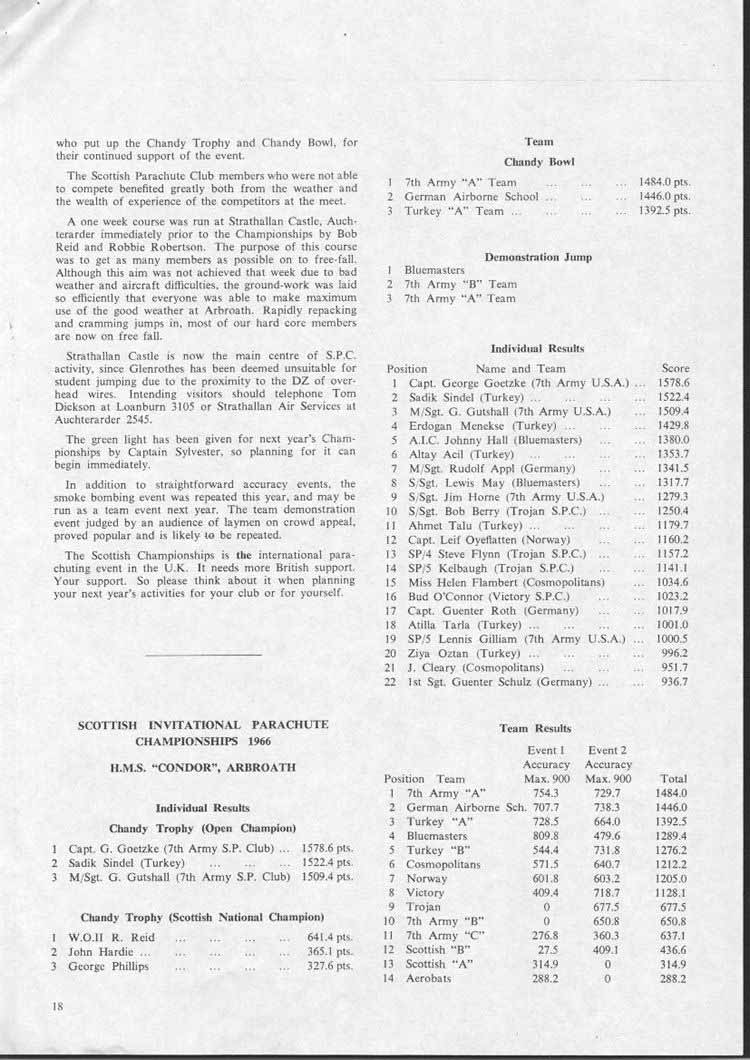 who put up the Chandy Trophy and Chandy Bowl, for
their continued support of the event.
The Scottish Parachute Club members who were not able
to compete benefited greatly both from the weather and
the wealth of experience of the competitors at the meet.
A one week course was run at Strathallan Castle, Auch-
terarder immediately prior to the Championships by Bob
Reid and Robbie Robertson. The purpose of this course
was to get as many members as possible on to free-fall.
Although this aim was not achieved that week due to bad
weather and aircraft difficulties, the ground-work was laid
so efficiently that everyone was able to make maximum
use of the good weather at Arbroath. Rapidly repacking
and cramming jumps in, most of our hard core members
are now on free fall.
Strathallan Castle is now the main centre of S.P.C.
activity, since Glenrothes has been deemed unsuitable for
student jumping due to the proximity to the DZ of over-
head wires. Intending visitors should telephone Tom
Dickson at Loanburn 3105 or Strathallan Air Services at
Auchterarder 2545.
The green light has been given for next year's Cham-
pionships by Captain Sylvester, so planning for it can
begin immediately.
In addition to straightforward accuracy events, the
smoke bombing event was repeated this year, and may be
run as a team event next year. The team demonstration
event judged by an audience of laymen on crowd appeal,
proved popular and is likely to be repeated.
The Scottish Championships is the international para-
chuting event in the U.K. It needs more British support.
Your support. So please think about it when planning
your next year's activities for your club or for yourself.
SCOTTISH INVITATIONAL PARACHUTE
CHAMPIONSHIPS 1966
H.M.S. "CONDOR", ARBROATH
Individual Results
Chandy Trophy (Open Champion)
1 Capt. G. Goetzke (7th Army S.P. Club) ... 1578.6 pts.
2 Sadik Sindel (Turkey) ... ... ... 1522.4 pts.
3 M/Sgt. G. Gutshall (7th Army S.P. Club) 1509.4 pts.
Chandy Trophy (Scottish National Champion)
1 W.O.II R. Reid ... ... ... ... 641.4 pts.
2 John Hardie ... ... ... ... ... 365.1 pts.
3 George Phillips ... ... ... ... 327.6 pts.
18
Team
Chandy Bowl
1 7th Army "A" Team ... ... ... 1484.0 pts.
2 German Airborne School ... ... ... 1446.0 pts.
3 Turkey "A" Team ... ... ... ... 1392.5 pts.
Demonstration Jump
1 Bluemasters
2 7th Army "B" Team
3 7th Army "A" Team
Individual Results
Position Name and Team Score
1 Capt. George Goetzke (7th Army U.S.A.) ... 1578.6
2 Sadik Sindel (Turkey) ... ... ... ... 1522.4
3 M/Sgt. G. Gutshall (7th Army U.S.A.) ... 1509.4
4 Erdogan Menekse (Turkey) ... ... ... 1429.8
5 A.I.C. Johnny Hall (Bluemasters) ... ... 1380.0
6 Altay Acil (Turkey) ... ... ... ... 1353.7
7 M/Sgt. Rudolf Appl (Germany) ... ... 1341.5
8 S/Sgt. Lewis May (Bluemasters) ... ... 1317.7
9 S/Sgt. Jim Horne (7th Army U.S.A.) ... 1279.3
10 S/Sgt. Bob Berry (Trojan S.P.C.) ... ... 1250.4
11 Ahmet Talu (Turkey) ... ... ... ... 1179.7
12 Capt. Leif Oyeflatten (Norway) ... ... 1160.2
13 SP/4 Steve Flynn (Trojan S.P.C.) ... ... 1157.2
14 SP/5 Kelbaugh (Trojan S.P.C.) ... ... 1141.1
15 Miss Helen Flambert (Cosmopolitans) ... 1034.6
16 Bud O'Connor (Victory S.P.C.) ... ... 1023.2
17 Capt. Guenter Roth (Germany) ... ... 1017.9
18 Atilla Tarla (Turkey) ... ... ... ... 1001.0
19 SP/5 Lennis Gilliam (7th Army U.S.A.) ... 1000.5
20 Ziya Oztan (Turkey) ... ... ... ... 996.2
21 J. Cleary (Cosmopolitans) ... ... ... 951.7
22 1st Sgt. Guenter Schulz (Germany) ... ... 936.7
Team Results
Event 1 Event 2
Accuracy Accuracy
Position Team Max. 900 Max. 900 Total
1 7th Army "A" 754.3 729.7 1484.0
2 German Airborne Sch. 707.7 738.3 1446.0
3 Turkey "A" 728.5 664.0 1392.5
4 Bluemasters 809.8 479.6 1289.4
5 Turkey "B" 544.4 731.8 1276.2
6 Cosmopolitans 571.5 640.7 1212.2
7 Norway 601.8 603.2 1205.0
8 Victory 409.4 718.7 1128.1
9 Trojan 0 677.5 677.5
10 7th Army "B" 0 650.8 650.8
11 7th Army "C" 276.8 360.3 637.1
12 Scottish "B" 27.5 409.1 436.6
13 Scottish "A" 314.9 0 314.9
14 Aerobats 288.2 0 288.2